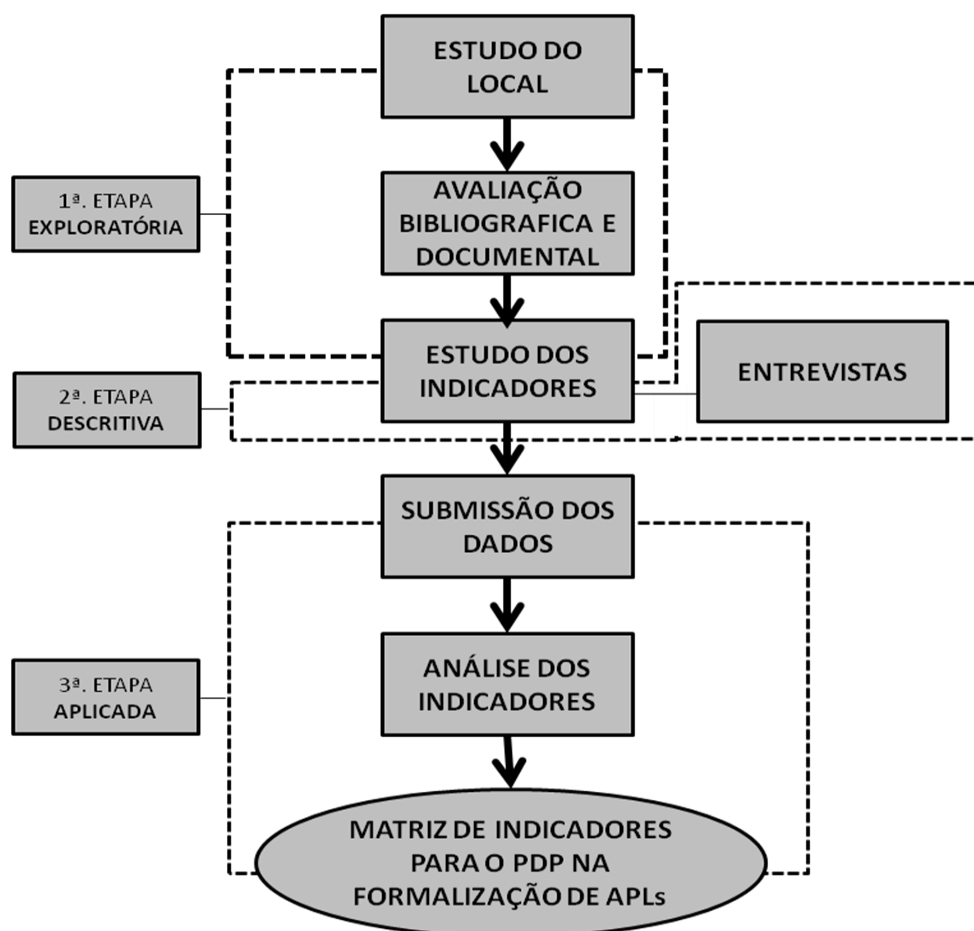 ESTUDO DO
LOCAL
AVALIAÇÃO
BIBLIOGRAFICA E
DOCUMENTAL
1ª. ETAPA
EXPLORATÓRIA
ESTUDO DOS
INDICADORES
ENTREVISTAS
2ª. ETAPA
DESCRITIVA
SUBMISSÃO DOS
DADOS
ANÁLISE DOS
INDICADORES
3ª. ETAPA
APLICADA
MATRIZ DE INDICADORES
PARA O PDP NA
FORMALIZAÇÃO DE APLs